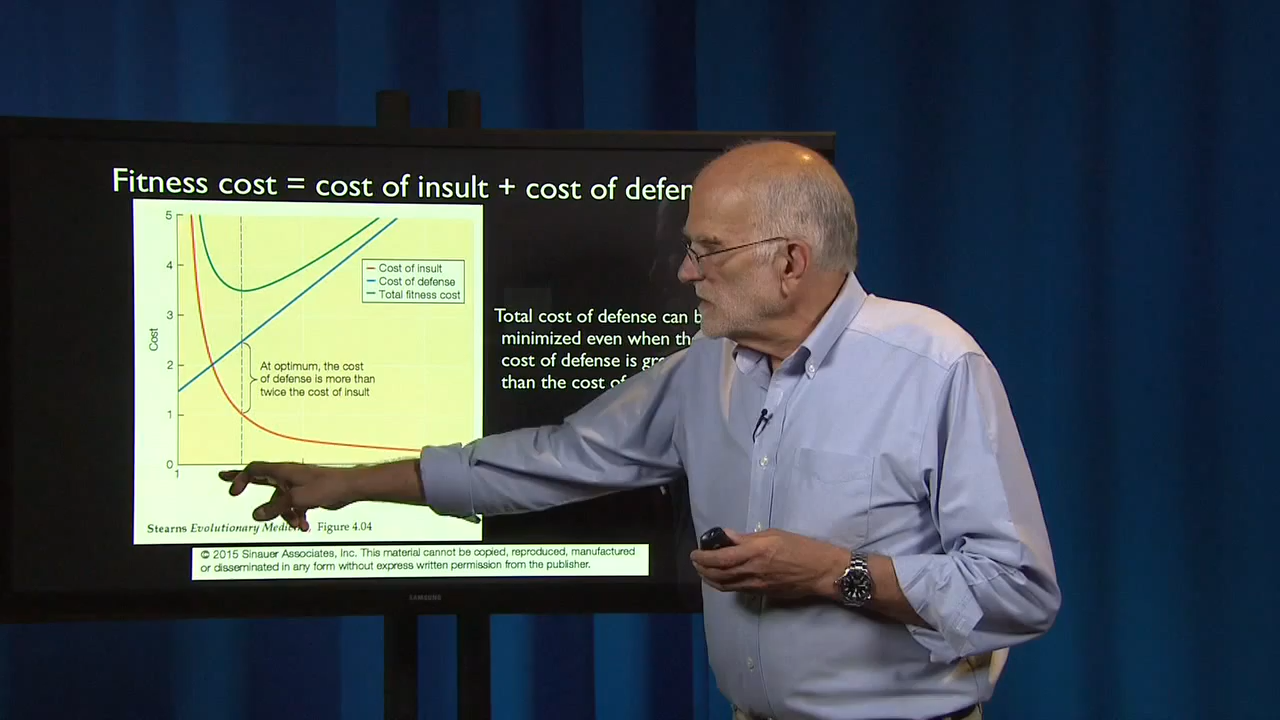 Fitness cost = cost of insult + cost of
Cost
5
4
3
2
1
0
1
Cost of insult
Cost of defense
Total fitness cost
At optimum, the cost
of defense is more than
twice the cost of insult
Total cost of defense can
minimized even when
cost of defense is
than the cost of
Stearns Evolutionary Figure 4.04
© 2015 Sinauer Associates, Inc. This material cannot be copied, reproduced, manufactured
or disseminated in any form without express written permission from the publisher.
SAMSUNG